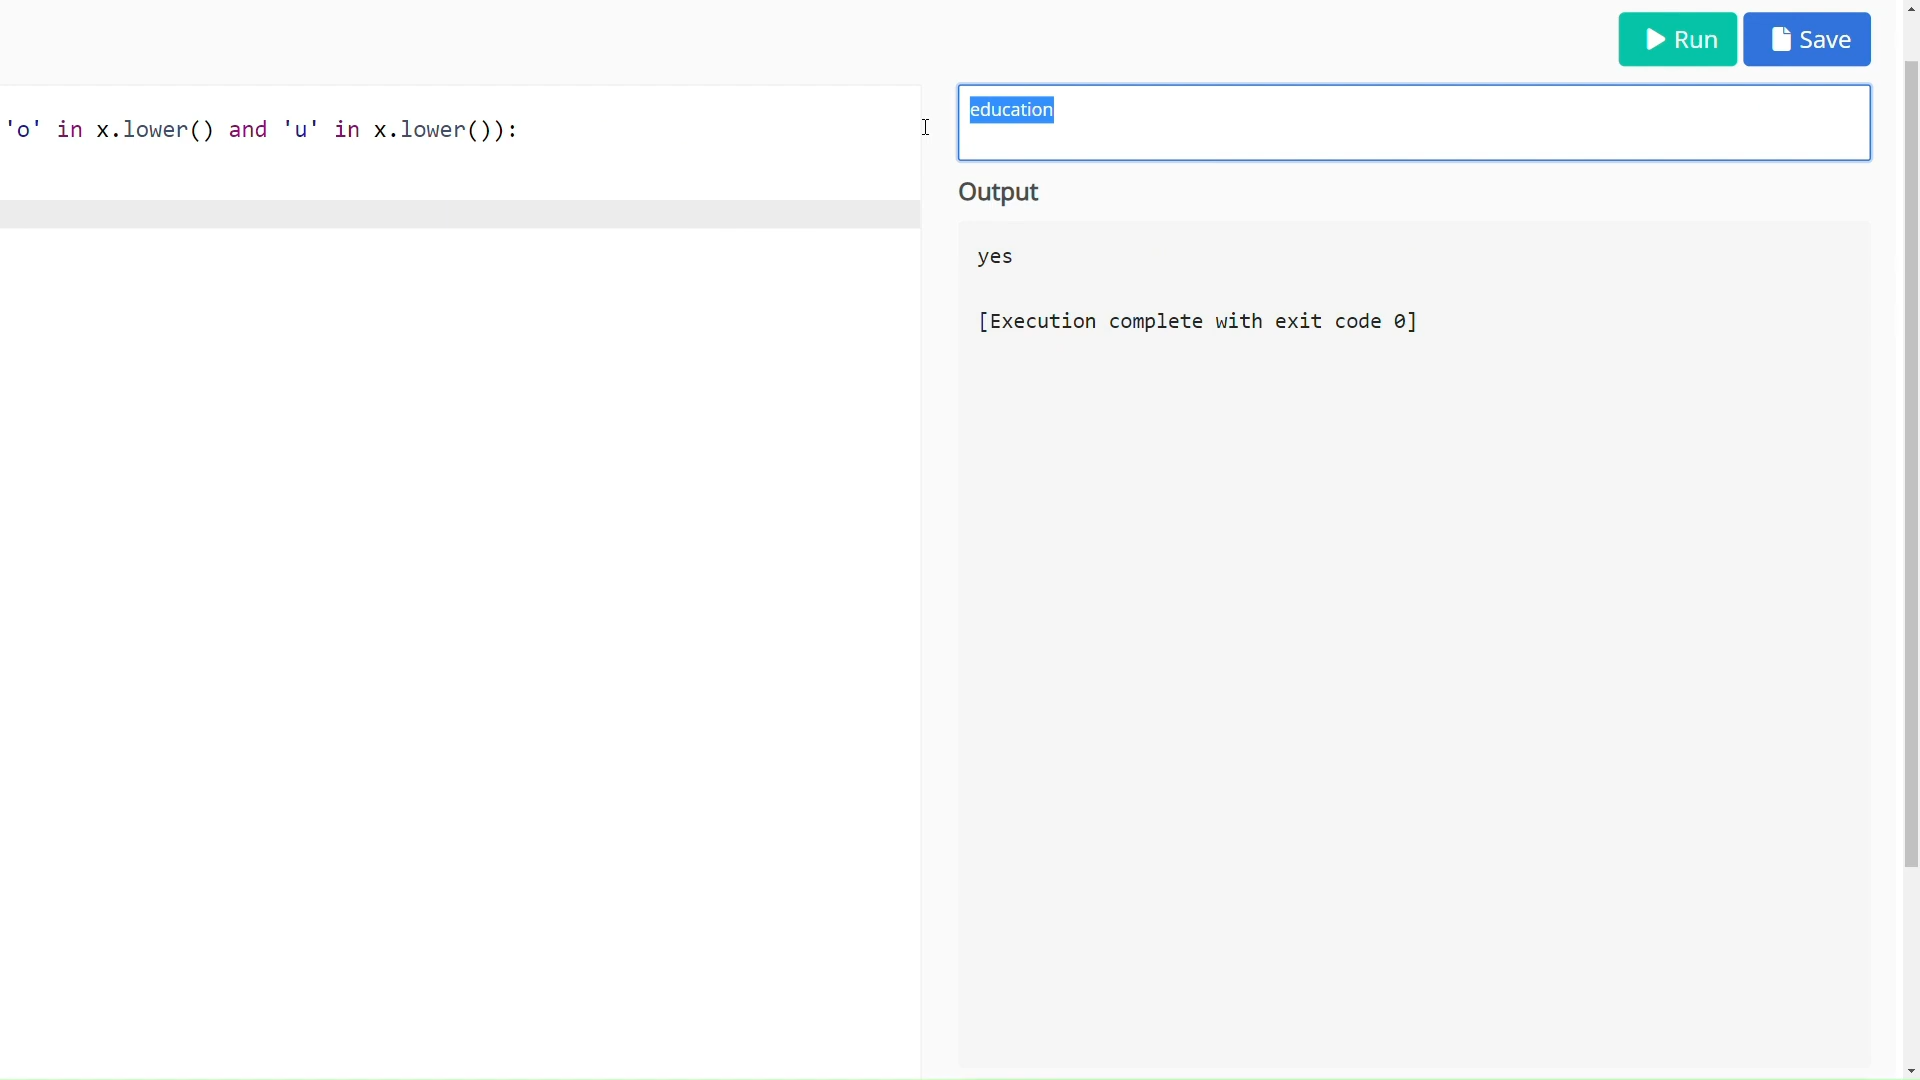 Run Save
'o' in x.lower() and 'u' in x.lower()):
education
Output
yes
[Execution complete with exit code 0]